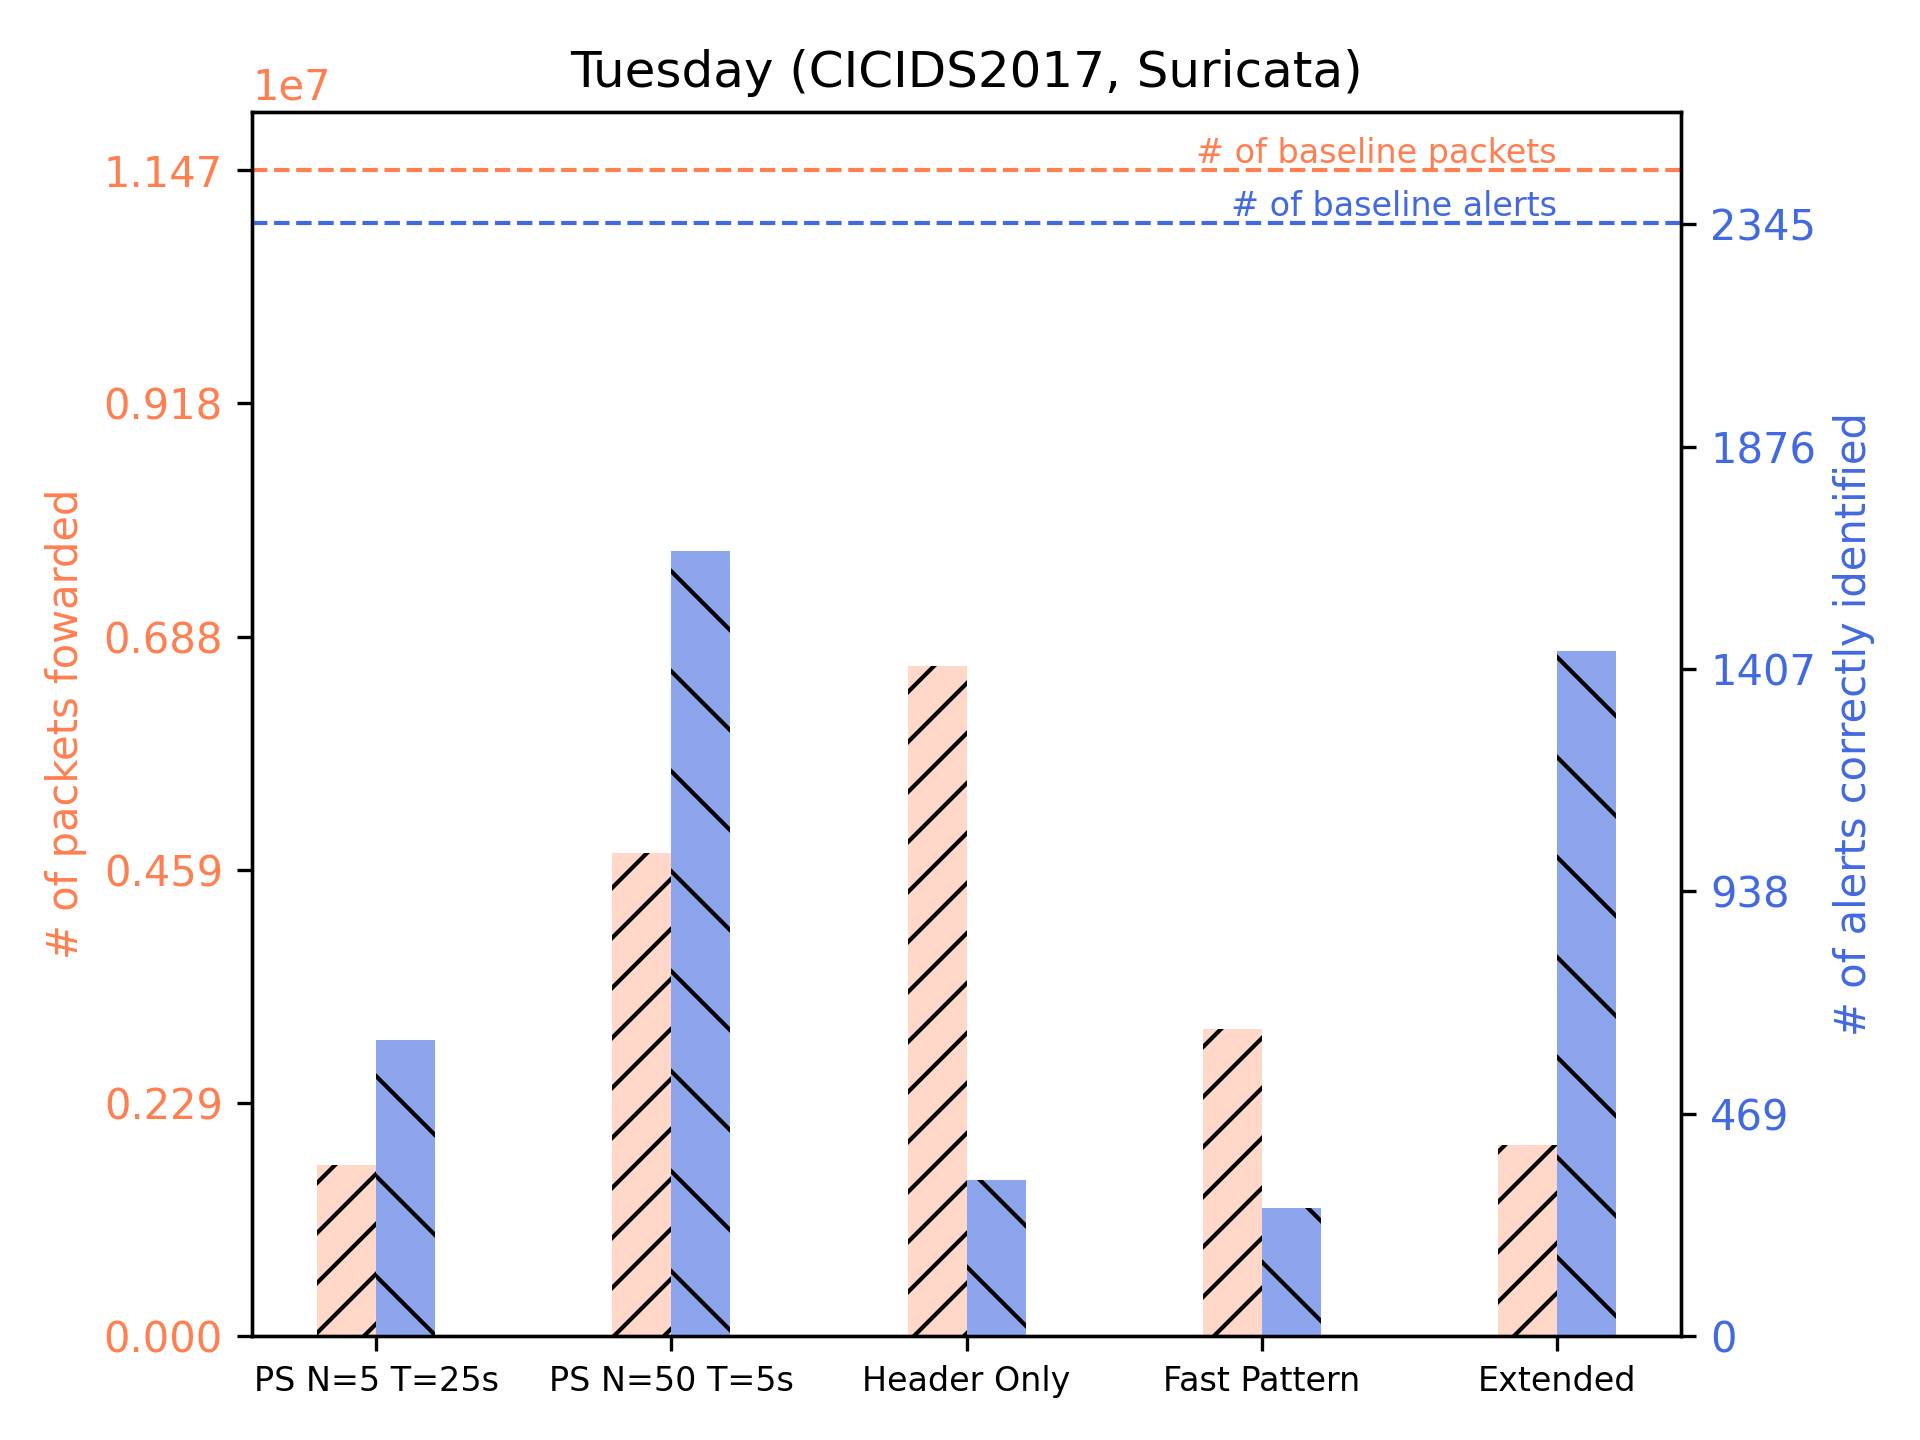 Tuesday (CICIDS2017, Suricata)
1e7
# of baseline packets
# of baseline alerts
# of packets fowarded
1.147
0.918
0.688
0.459
0.229
0.000
2345
1876
1407
938
469
0
# of alerts correctly identified
PS N=5 T=25s
PS N=50 T=5s
Header Only
Fast Pattern
Extended